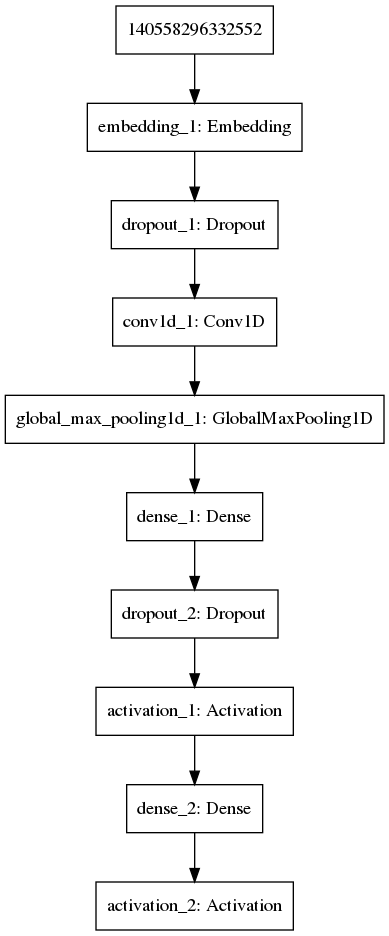 140558296332552
embedding_1: Embedding
dropout_1: Dropout
conv1d_1: Conv1D
global_max_pooling1d_1: GlobalMaxPooling1D
dense_1: Dense
dropout_2: Dropout
activation_1: Activation
dense_2: Dense
activation_2: Activation